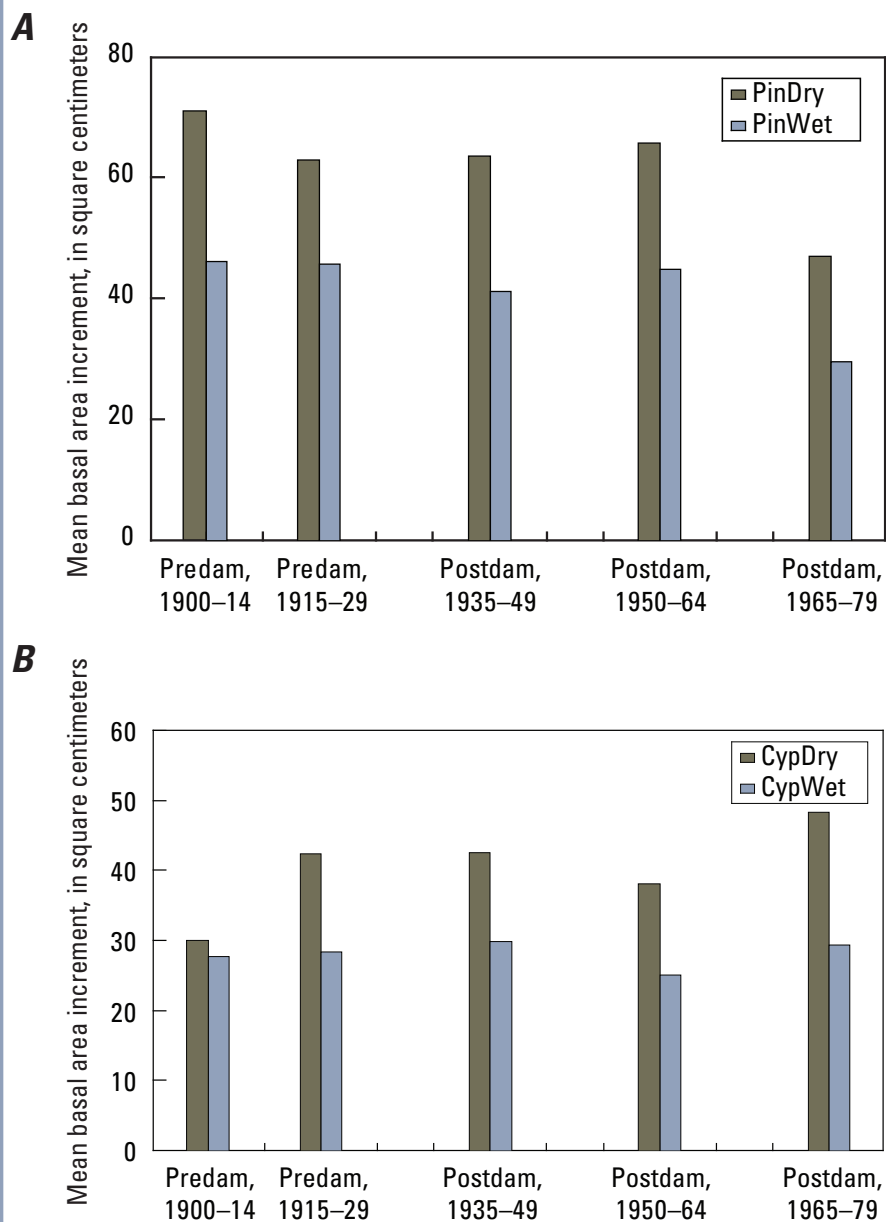 A
Mean basal area increment, in square centimeters
80
60
40
20
0
PinDry
PinWet
Predam, Predam, Postdam, Postdam, Postdam,
1900–14 1915–29 1935–49 1950–64 1965–79
B
Mean basal area increment, in square centimeters
60
50
40
30
20
10
0
CypDry
CypWet
Predam, Predam, Postdam, Postdam, Postdam,
1900–14 1915–29 1935–49 1950–64 1965–79